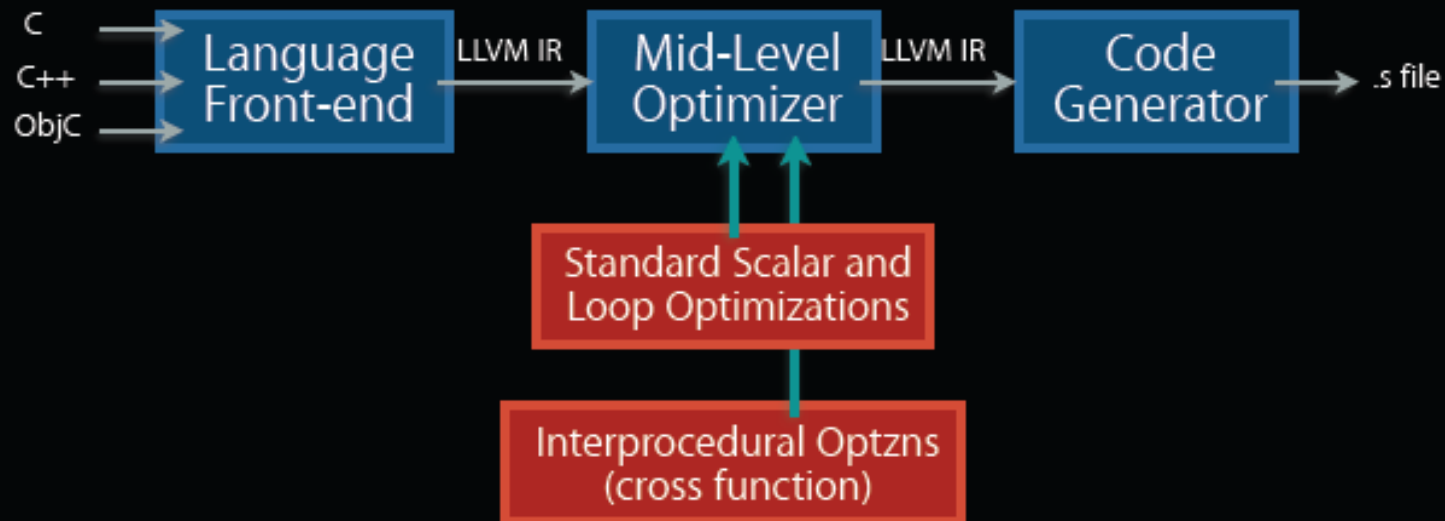 C
C++
ObjC
Language
Front-end
LLVM IR
Mid-Level
Optimizer
LLVM IR
Code
Generator
.s file
Standard Scalar and
Loop Optimizations
Interprocedural Optzns
(cross function)